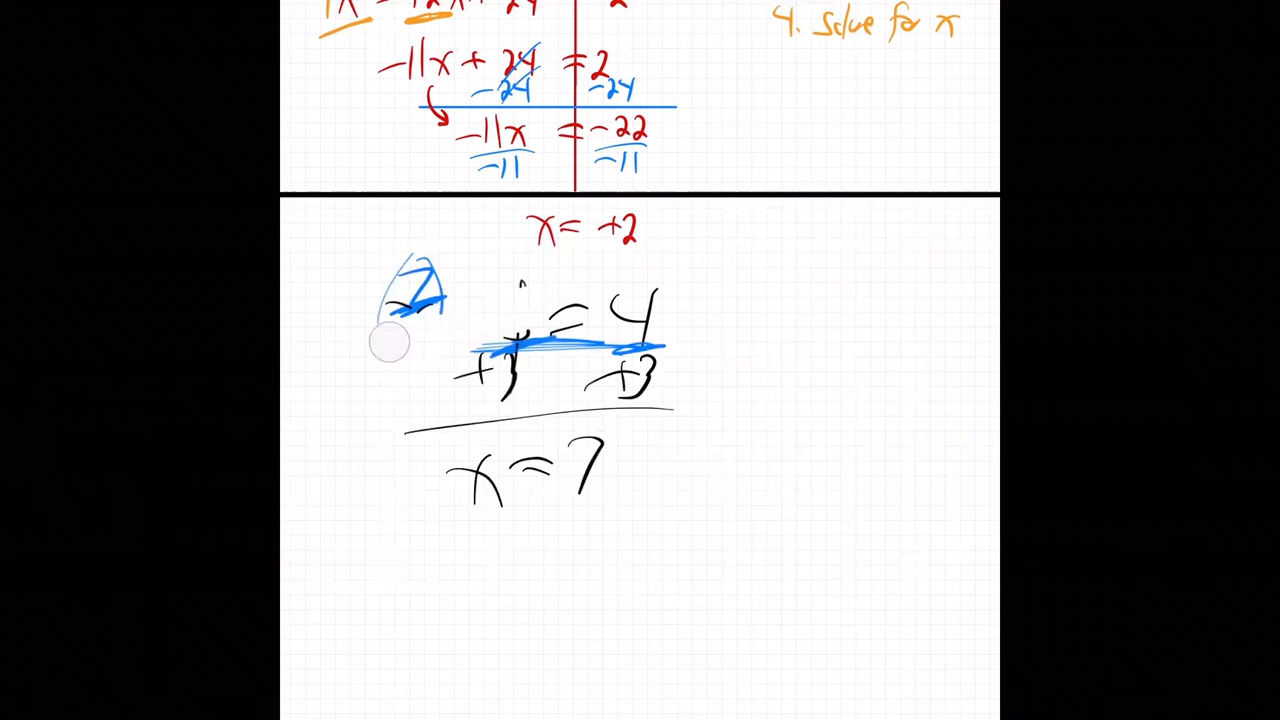 4. Solve for x
-11x + 24 = 2
-24 -24
-11x = -22
-11 -11
x = +2
= 4
+3 +3
x = 7